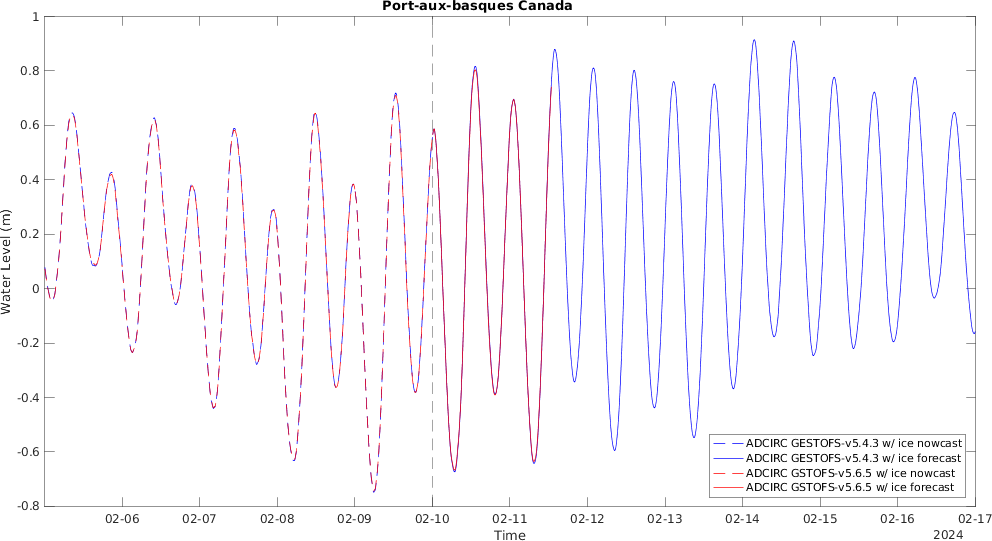 Port-aux-basques Canada
1
0.8
0.6
0.4
0.2
0
-0.2
-0.4
-0.6
-0.8
Water Level (m)
ADCIRC GESTOFS-v5.4.3 w/ ice nowcast
ADCIRC GESTOFS-v5.4.3 w/ ice forecast
ADCIRC GSTOFS-v5.6.5 w/ ice nowcast
ADCIRC GSTOFS-v5.6.5 w/ ice forecast
02-06 02-07 02-08 02-09 02-10 02-11 02-12 02-13 02-14 02-15 02-16 02-17
Time
2024